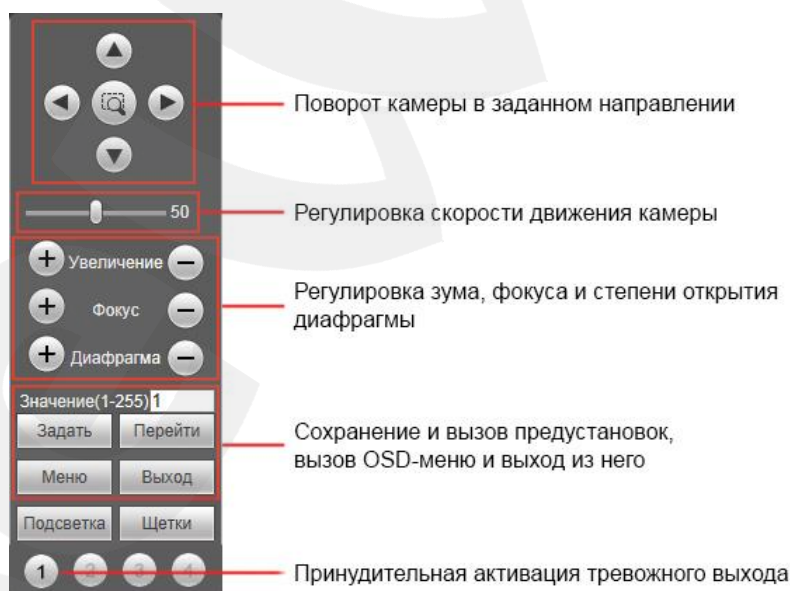 Поворот камеры в заданном направлении
50
Регулировка скорости движения камеры
Увеличение
Фокус
Диафрагма
Регулировка зума, фокуса и степени открытия
диафрагмы
Значение(1-255) 1
Задать Перейти
Меню Выход
Сохранение и вызов предустановок,
вызов OSD-меню и выход из него
Подсветка Щетки
1 2 3 4
Принудительная активация тревожного выхода